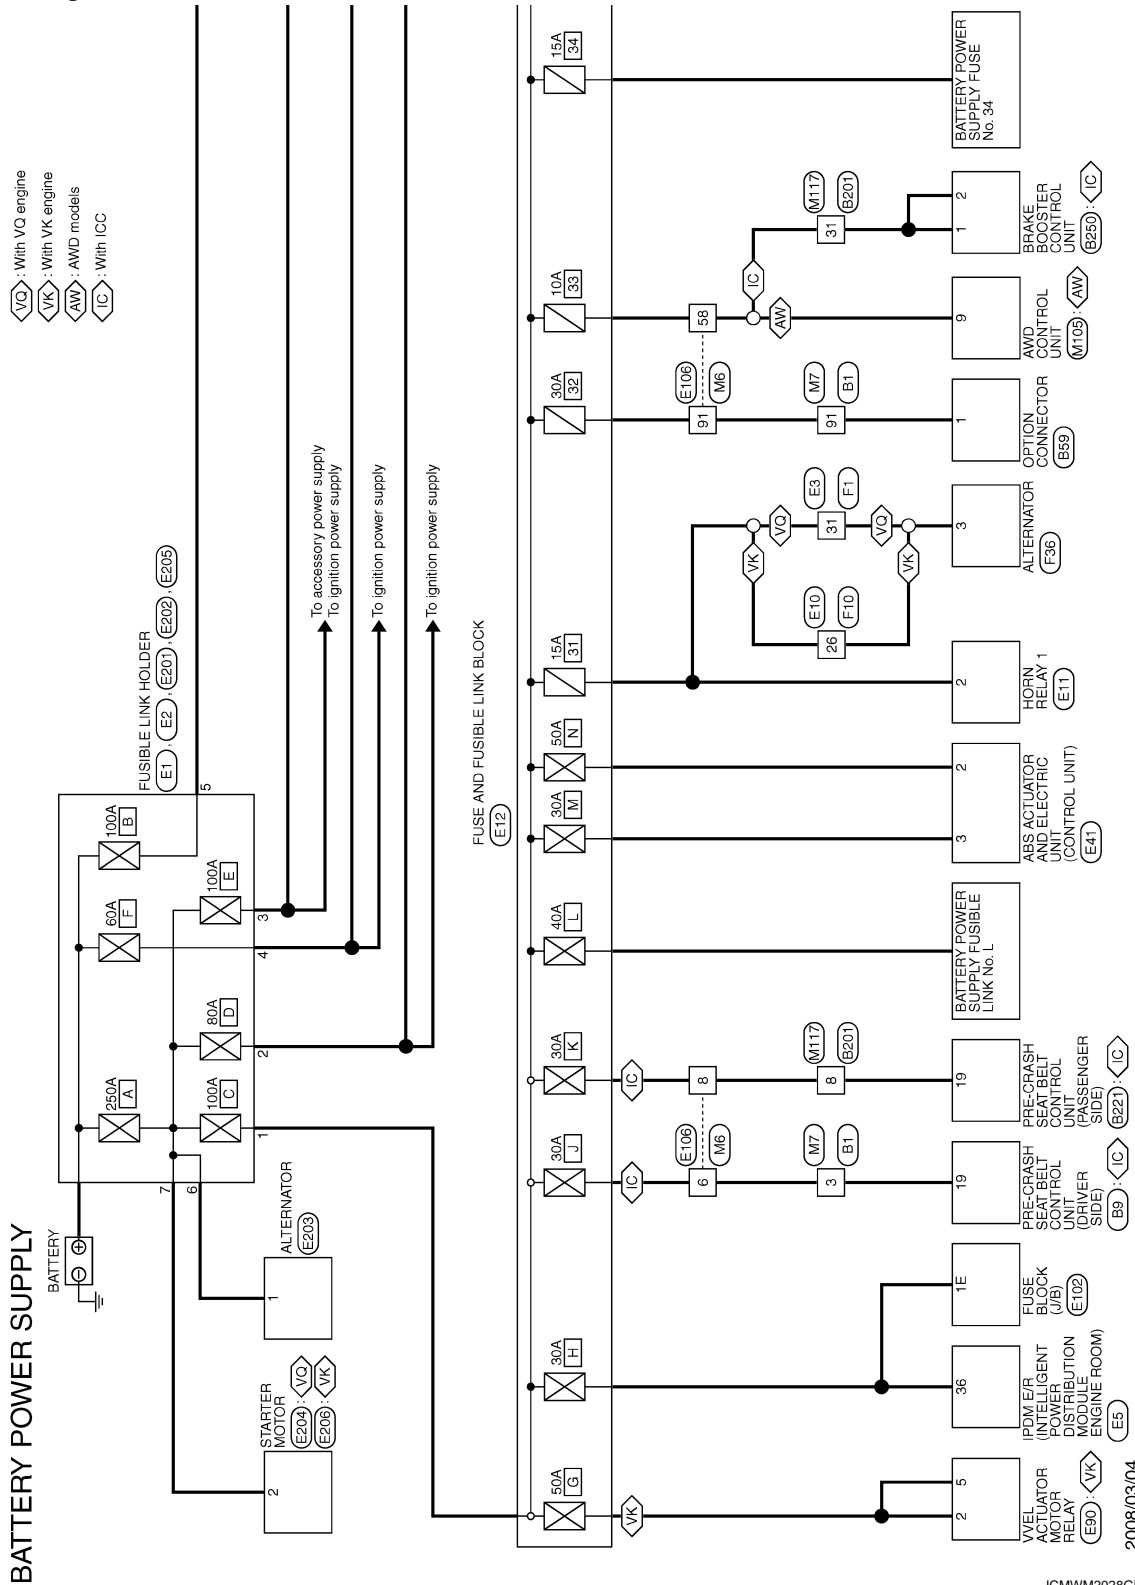 BATTERY POWER SUPPLY
VQ : With VQ engine
VK : With VK engine
AW : AWD models
IC : With ICC
BATTERY
FUSIBLE LINK HOLDER
E1 , E2 , E201 , E202 , E205
250A
A
60A
F
100A
B
100A
C
80A
D
100A
E
7
6
1
2
4
3
5
STARTER
MOTOR
E204 : VQ
E206 : VK
2
ALTERNATOR
E203
1
To accessory power supply
To ignition power supply
To ignition power supply
To ignition power supply
FUSE AND FUSIBLE LINK BLOCK
E12
50A
G
30A
H
30A
J
30A
K
40A
L
30A
M
50A
N
15A
31
30A
32
10A
33
15A
34
VK
IC
IC
E106
M6
6
8
M7
B1
3
M117
B201
8
VK
VQ
E10
F10
26
E3
F1
31
VK
VQ
E106
M6
91
58
M7
B1
91
IC
AW
M117
B201
31
2
5
VVEL
ACTUATOR
MOTOR
RELAY
E90 : VK
36
IPDM E/R
(INTELLIGENT
POWER
DISTRIBUTION
MODULE
ENGINE ROOM)
E5
1E
FUSE
BLOCK
(J/B)
E102
19
PRE-CRASH
SEAT BELT
CONTROL
UNIT
(DRIVER
SIDE)
B9 : IC
19
PRE-CRASH
SEAT BELT
CONTROL
UNIT
(PASSENGER
SIDE)
B221 : IC
BATTERY POWER
SUPPLY FUSIBLE
LINK No. L
3
2
ABS ACTUATOR
AND ELECTRIC
UNIT
(CONTROL UNIT)
E41
2
HORN
RELAY 1
E11
3
ALTERNATOR
F36
1
OPTION
CONNECTOR
B59
9
AWD
CONTROL
UNIT
M105 : AW
1
2
BRAKE
BOOSTER
CONTROL
UNIT
B250 : IC
BATTERY POWER
SUPPLY FUSE
No. 34
2008/03/04